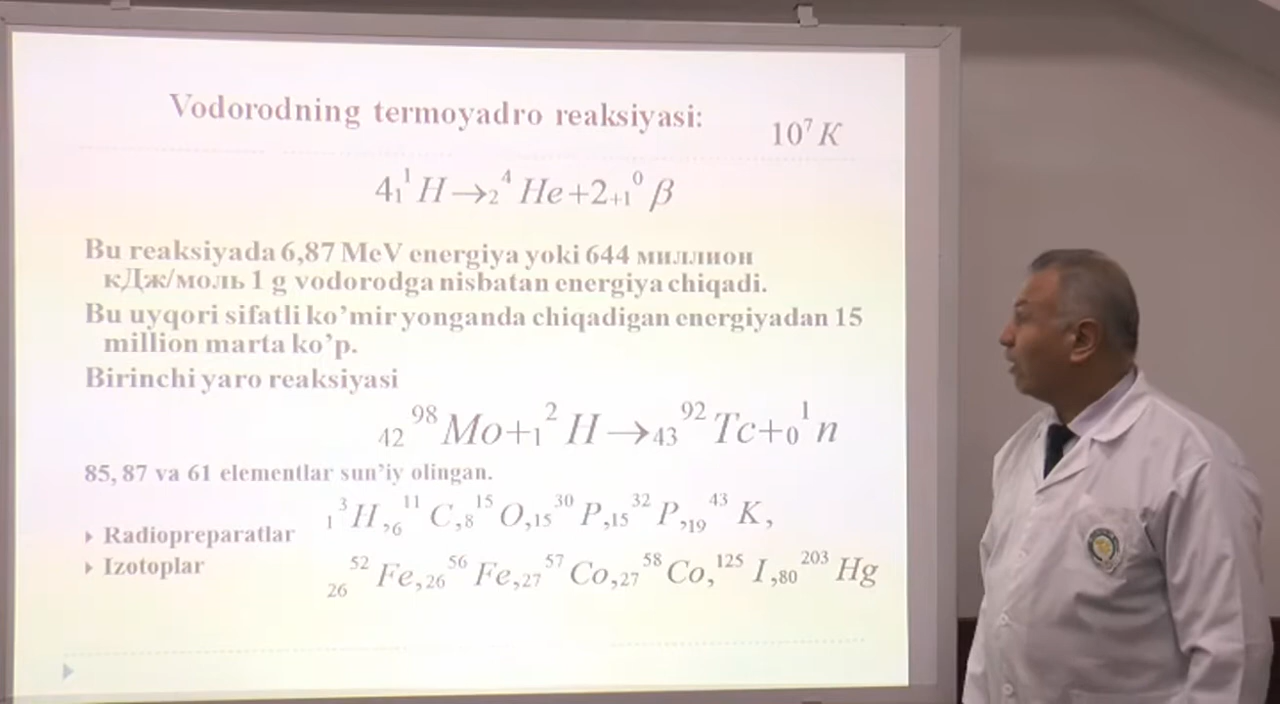 Vodorodning termoyadro reaksiyasi:
10⁷ K
4₁¹H→₂⁴He+2₊₁⁰β
Bu reaksiyada 6,87 MeV energiya yoki 644 миллион
кДж/моль 1 g vodorodga nisbatan energiya chiqadi.
Bu uyqori sifatli ko’mir yonganda chiqadigan energiyadan 15
million marta ko’p.
Birinchi yaro reaksiyasi
₄₂⁹⁸Mo+₁²H→₄₃⁹²Tc+₀¹n
85, 87 va 61 elementlar sun’iy olingan.
₁³H,₆¹¹C,₈¹⁵O,₁₅³⁰P,₁₅³²P,₁₉⁴³K,
Radiopreparatlar
Izotoplar
₂₆⁵²Fe,₂₆⁵⁶Fe,₂₇⁵⁷Co,₂₇⁵⁸Co,¹²⁵I,₈₀²⁰³Hg